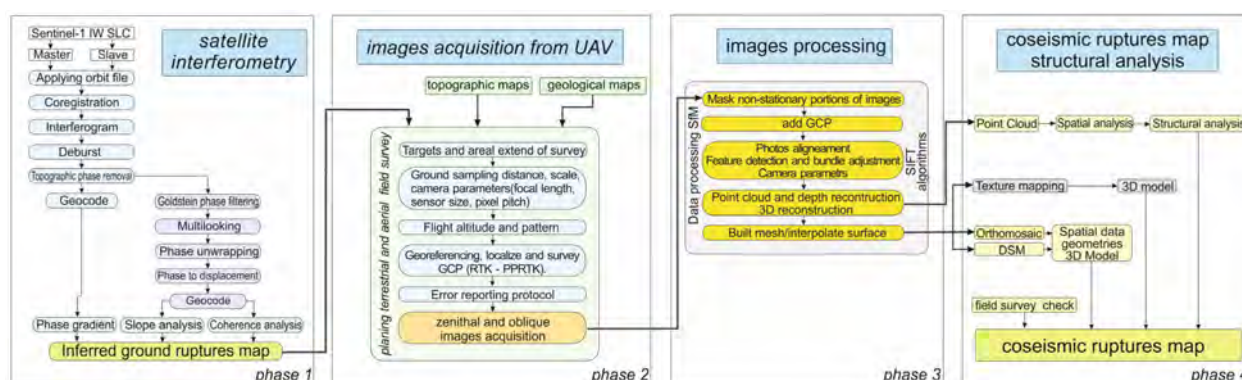 Sentinel-1 IW SLC
Master
Slave
Applying orbit file
Coregistration
Interferogram
Deburst
Topographic phase removal
Geocode
Goldstein phase filtering
Multilooking
Phase unwrapping
Phase to displacement
Geocode
Phase gradient
Slope analysis
Coherence analysis
Inferred ground ruptures map
satellite
interferometry
phase 1
images acquisition from UAV
topographic maps
geological maps
planing terrestrial and aerial field survey
Targets and areal extend of survey
Ground sampling distance, scale,
camera parameters(focal length,
sensor size, pixel pitch)
Flight altitude and pattern
Georeferencing, localize and survey
GCP (RTK - PPRTK).
Error reporting protocol
zenithal and oblique
images acquisition
phase 2
images processing
Data processing SfM
Mask non-stationary portions of images
add GCP
Photos aligneament
Feature detection and bundle adjustment
Camera parametrs
SIFT
algorithms
Point cloud and depth recontruction
3D reconstruction
Built mesh/interpolate surface
phase 3
coseismic ruptures map
structural analysis
Point Cloud
Spatial analysis
Structural analysis
Texture mapping
3D model
Orthomosaic
DSM
Spatial data
geometries
3D Model
field survey check
coseismic ruptures map
phase 4